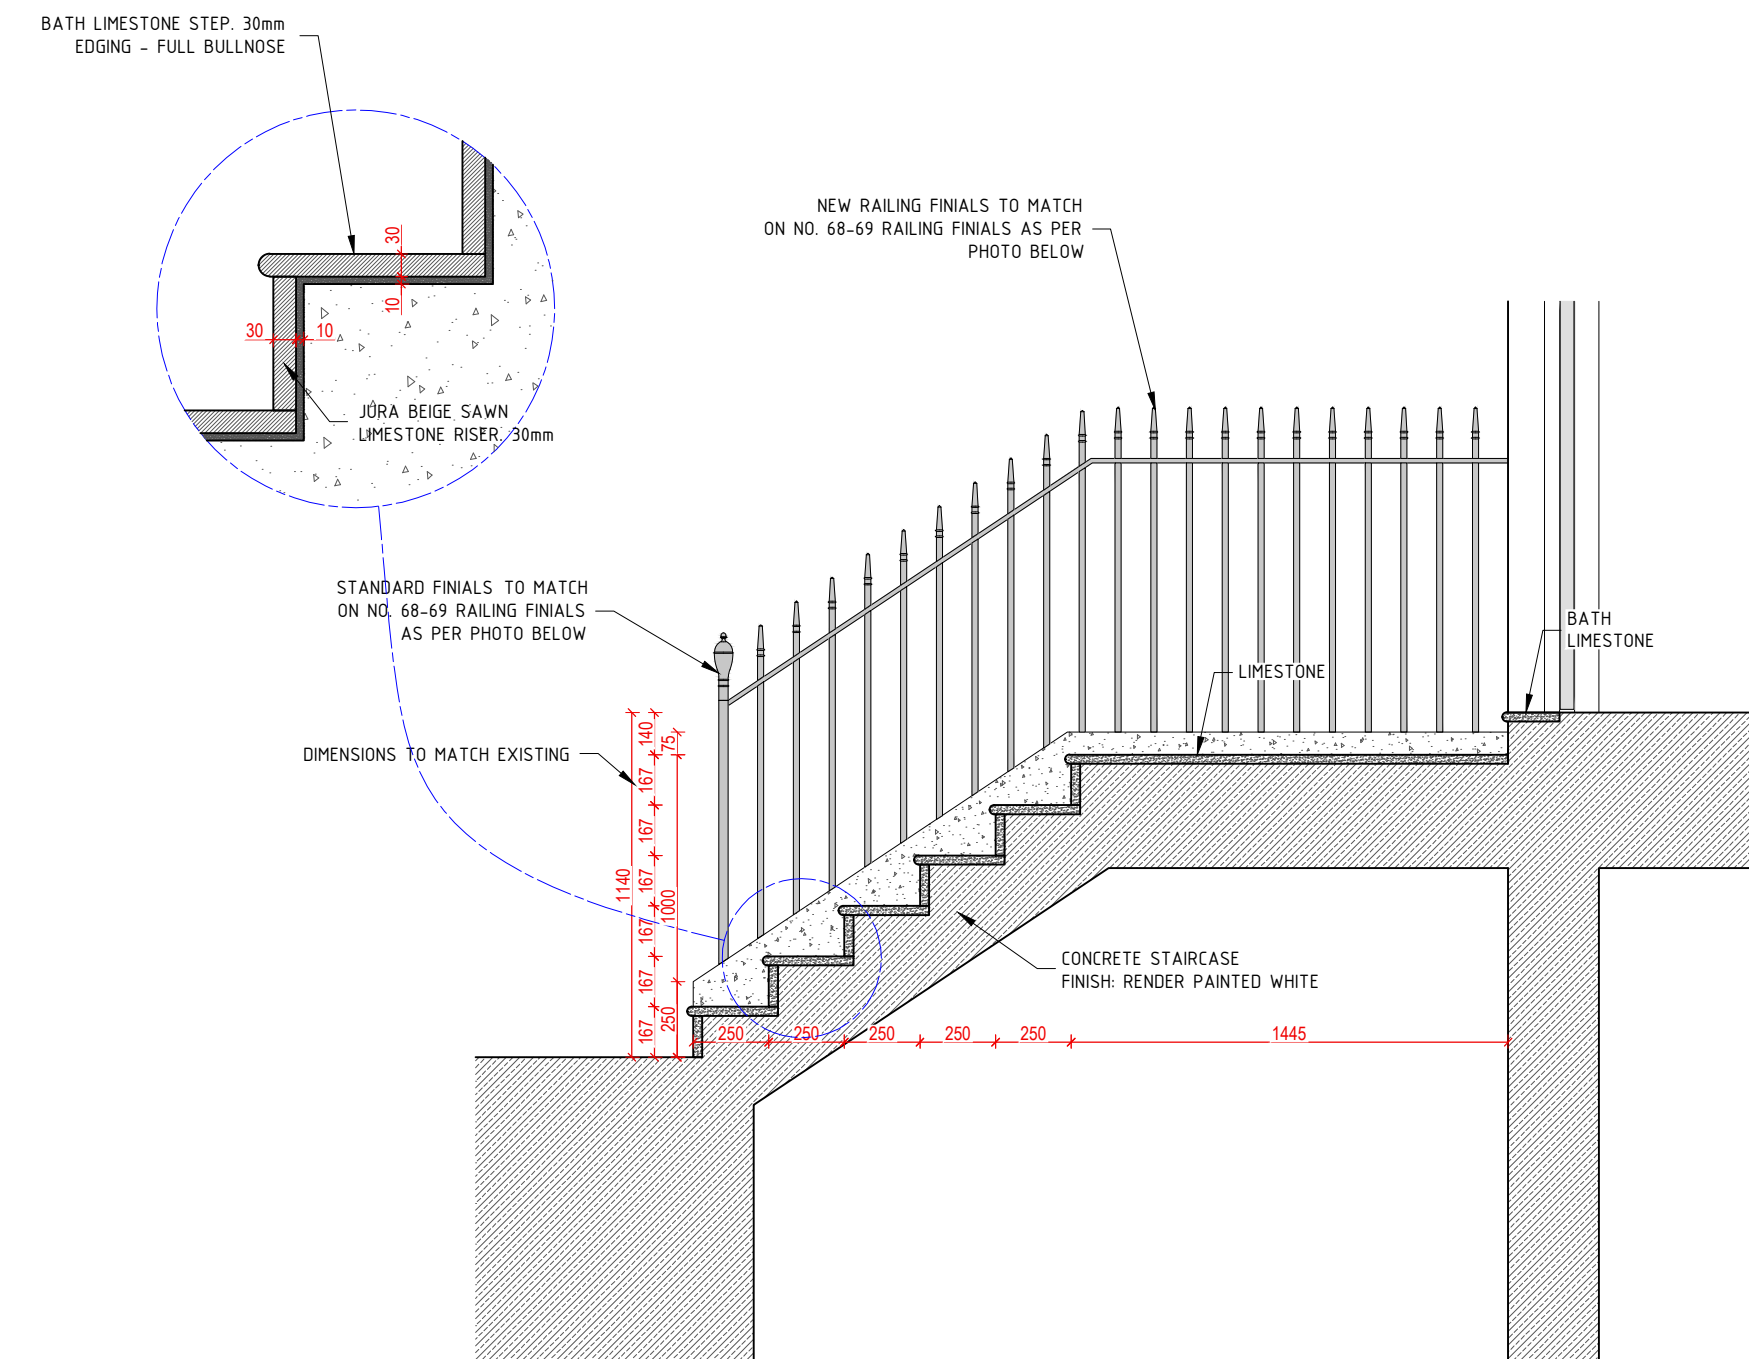 BATH LIMESTONE STEP. 30mm
EDGING - FULL BULLNOSE
30
10
30
10
JURA BEIGE SAWN
LIMESTONE RISER. 30mm
NEW RAILING FINIALS TO MATCH
ON NO. 68-69 RAILING FINIALS AS PER
PHOTO BELOW
STANDARD FINIALS TO MATCH
ON NO. 68-69 RAILING FINIALS
AS PER PHOTO BELOW
BATH
LIMESTONE
LIMESTONE
DIMENSIONS TO MATCH EXISTING
140
75
167
167
167
167
167
167
1140
1000
250
CONCRETE STAIRCASE
FINISH: RENDER PAINTED WHITE
250
250
250
250
250
1445